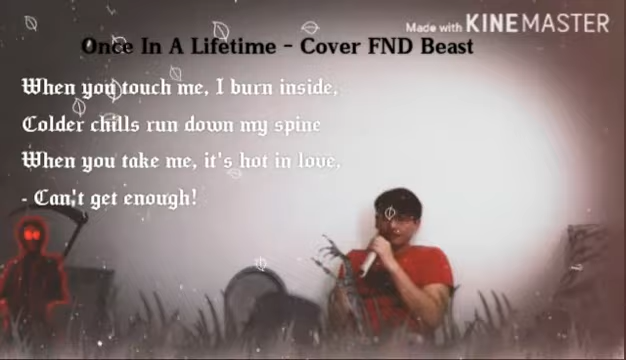 Made with KINEMASTER
Once In A Lifetime - Cover FND Beast
When you touch me, I burn inside,
Colder chills run down my spine
When you take me, it's hot in love,
- Can't get enough!